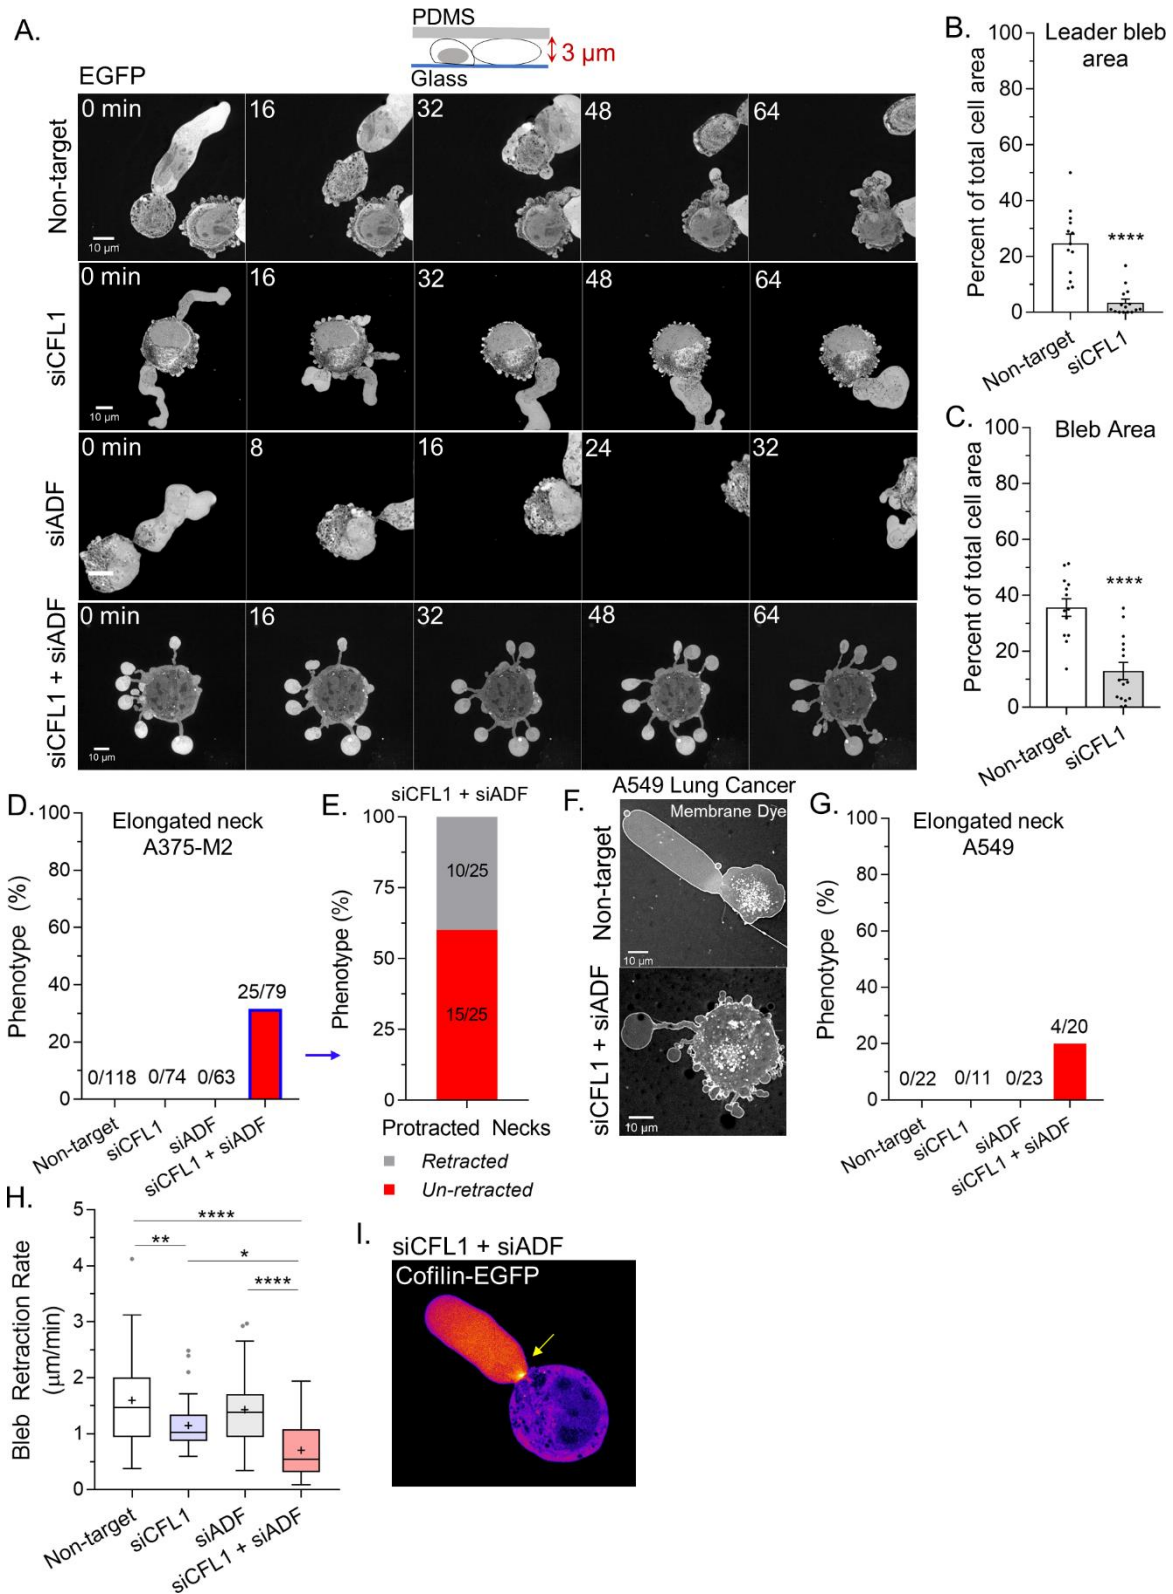 A.
PDMS
3 µm
Glass
EGFP
Non-target
0 min
16
32
48
64
10 µm
siCFL1
0 min
16
32
48
64
10 µm
siADF
0 min
8
16
24
32
siCFL1 + siADF
0 min
16
32
48
64
10 µm
B.
Leader bleb
area
Percent of total cell area
100
80
60
40
20
0
****
Non-target
siCFL1
C.
Bleb Area
Percent of total cell area
100
80
60
40
20
0
****
Non-target
siCFL1
D.
Elongated neck
A375-M2
Phenotype (%)
100
80
60
40
20
0
0/118
0/74
0/63
25/79
Non-target
siCFL1
siADF
siCFL1 + siADF
E.
siCFL1 + siADF
Phenotype (%)
100
75
50
25
0
10/25
15/25
Protracted Necks
Retracted
Un-retracted
F.
A549 Lung Cancer
Membrane Dye
Non-target
10 µm
siCFL1 + siADF
10 µm
G.
Elongated neck
A549
Phenotype (%)
100
80
60
40
20
0
0/22
0/11
0/23
4/20
Non-target
siCFL1
siADF
siCFL1 + siADF
H.
Bleb Retraction Rate
(µm/min)
5
4
3
2
1
0
****
**
*
****
Non-target
siCFL1
siADF
siCFL1 + siADF
I.
siCFL1 + siADF
Cofilin-EGFP